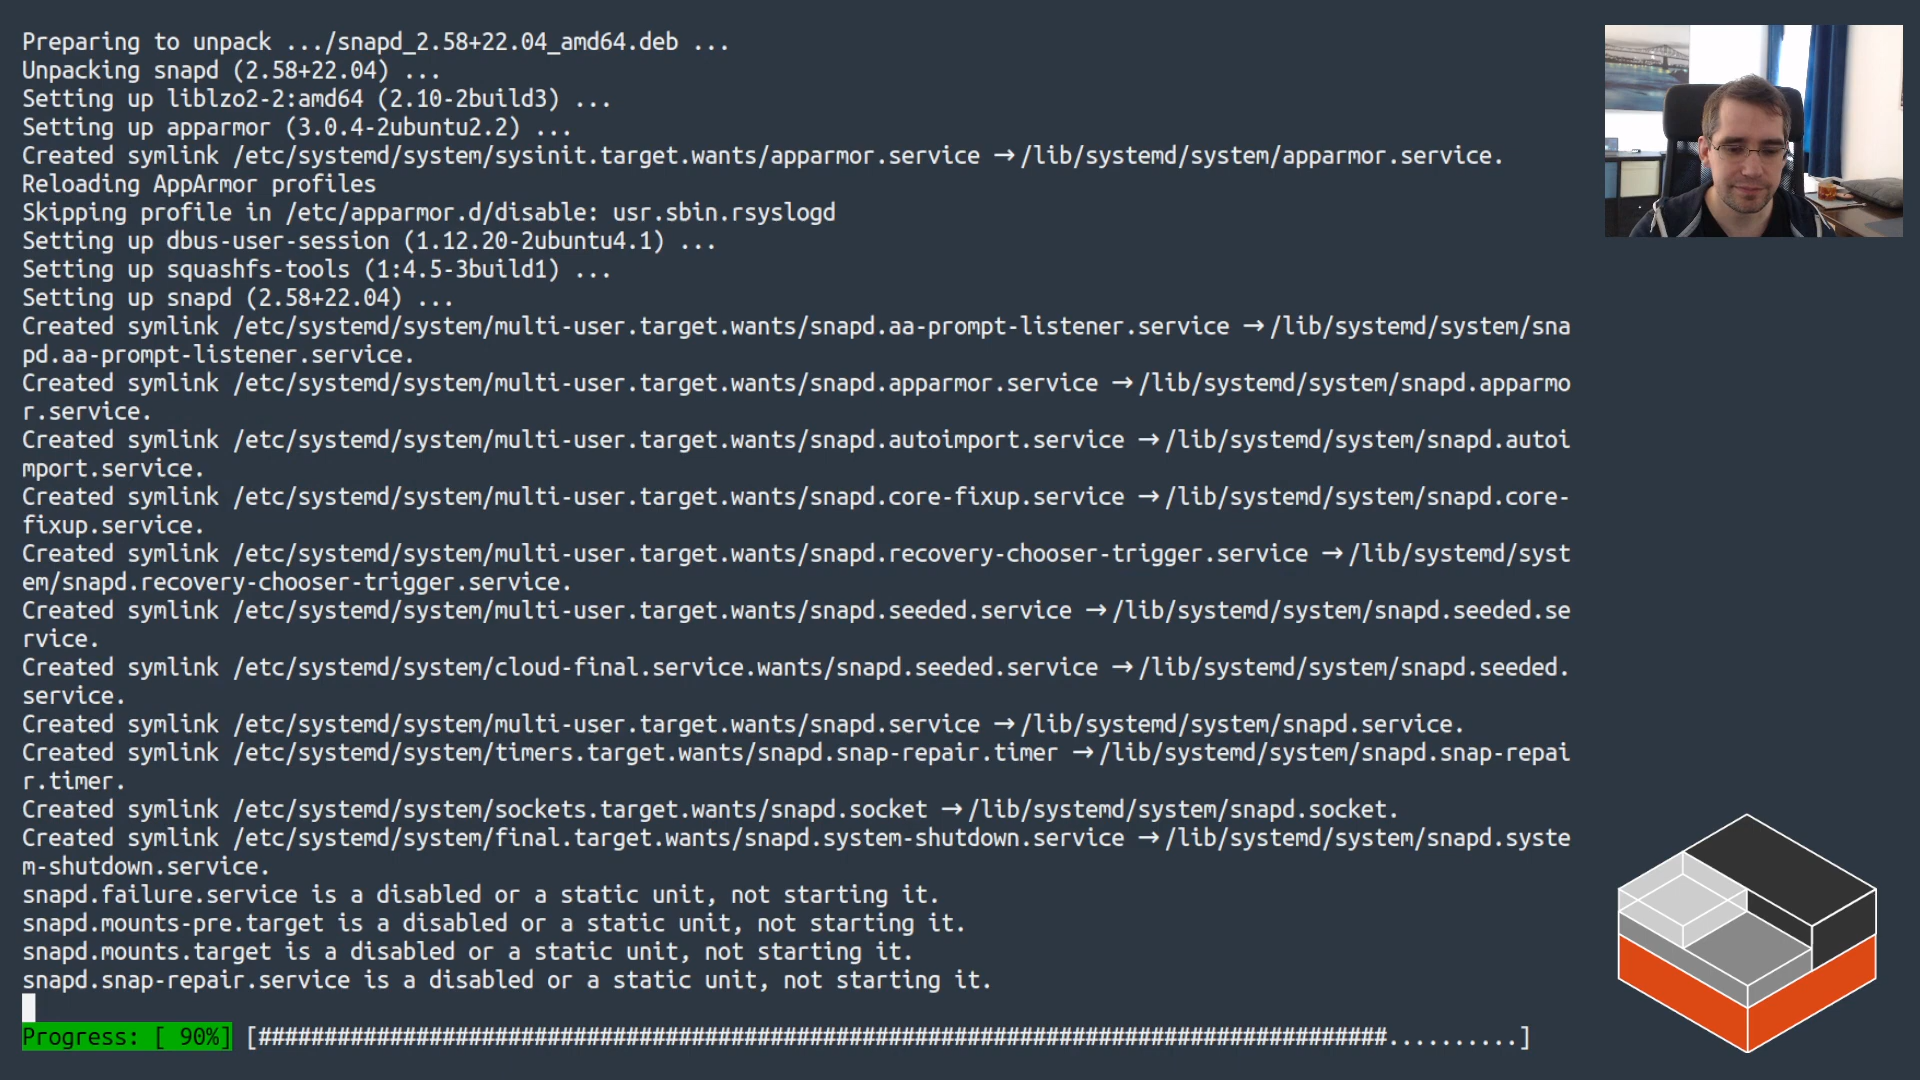 Preparing to unpack .../snapd_2.58+22.04_amd64.deb ...
Unpacking snapd (2.58+22.04) ...
Setting up liblzo2-2:amd64 (2.10-2build3) ...
Setting up apparmor (3.0.4-2ubuntu2.2) ...
Created symlink /etc/systemd/system/sysinit.target.wants/apparmor.service → /lib/systemd/system/apparmor.service.
Reloading AppArmor profiles
Skipping profile in /etc/apparmor.d/disable: usr.sbin.rsyslogd
Setting up dbus-user-session (1.12.20-2ubuntu4.1) ...
Setting up squashfs-tools (1:4.5-3build1) ...
Setting up snapd (2.58+22.04) ...
Created symlink /etc/systemd/system/multi-user.target.wants/snapd.aa-prompt-listener.service → /lib/systemd/system/sna
pd.aa-prompt-listener.service.
Created symlink /etc/systemd/system/multi-user.target.wants/snapd.apparmor.service → /lib/systemd/system/snapd.apparmo
r.service.
Created symlink /etc/systemd/system/multi-user.target.wants/snapd.autoimport.service → /lib/systemd/system/snapd.autoi
mport.service.
Created symlink /etc/systemd/system/multi-user.target.wants/snapd.core-fixup.service → /lib/systemd/system/snapd.core-
fixup.service.
Created symlink /etc/systemd/system/multi-user.target.wants/snapd.recovery-chooser-trigger.service → /lib/systemd/syst
em/snapd.recovery-chooser-trigger.service.
Created symlink /etc/systemd/system/multi-user.target.wants/snapd.seeded.service → /lib/systemd/system/snapd.seeded.se
rvice.
Created symlink /etc/systemd/system/cloud-final.service.wants/snapd.seeded.service → /lib/systemd/system/snapd.seeded.
service.
Created symlink /etc/systemd/system/multi-user.target.wants/snapd.service → /lib/systemd/system/snapd.service.
Created symlink /etc/systemd/system/timers.target.wants/snapd.snap-repair.timer → /lib/systemd/system/snapd.snap-repai
r.timer.
Created symlink /etc/systemd/system/sockets.target.wants/snapd.socket → /lib/systemd/system/snapd.socket.
Created symlink /etc/systemd/system/final.target.wants/snapd.system-shutdown.service → /lib/systemd/system/snapd.syste
m-shutdown.service.
snapd.failure.service is a disabled or a static unit, not starting it.
snapd.mounts-pre.target is a disabled or a static unit, not starting it.
snapd.mounts.target is a disabled or a static unit, not starting it.
snapd.snap-repair.service is a disabled or a static unit, not starting it.
Progress: [ 90%] [######################################################################################..........]